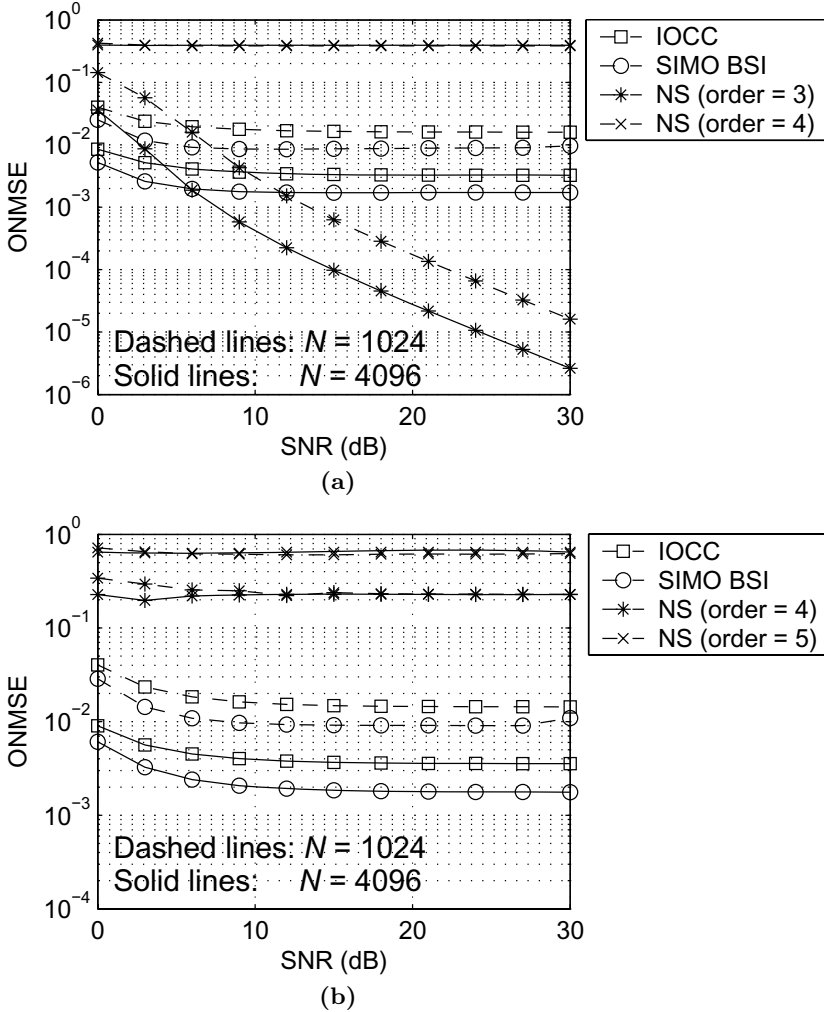 10^0
10^-1
10^-2
10^-3
10^-4
10^-5
10^-6
ONMSE
0 10 20 30
SNR (dB)
Dashed lines: N = 1024
Solid lines: N = 4096
IOCC
SIMO BSI
NS (order = 3)
NS (order = 4)
(a)
10^0
10^-1
10^-2
10^-3
10^-4
ONMSE
0 10 20 30
SNR (dB)
Dashed lines: N = 1024
Solid lines: N = 4096
IOCC
SIMO BSI
NS (order = 4)
NS (order = 5)
(b)